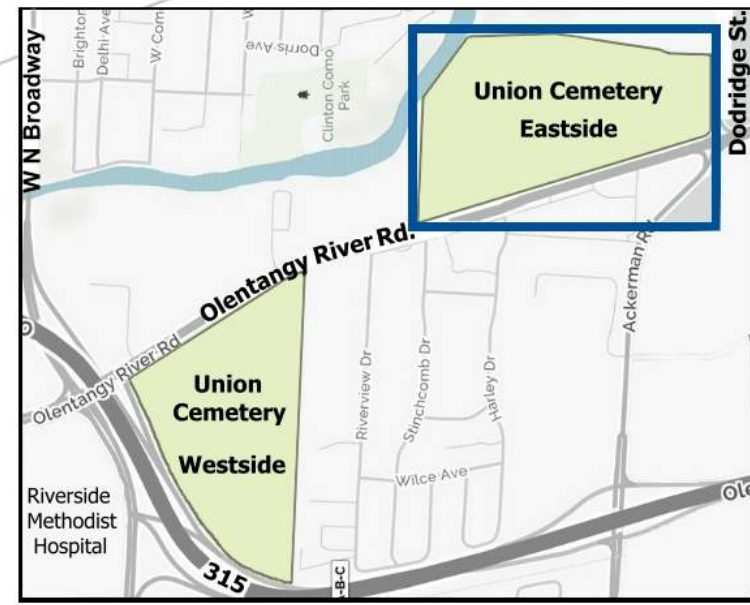 W N Broadway
Brighton
Delhi Ave
W Com
W
Dorris Ave
Clinton Como
Park
Union Cemetery
Eastside
Dodridge St.
Olentangy River Rd.
Ackerman Rd
Olentangy River Rd
Union
Cemetery
Westside
Riverview Dr
Stinchcomb Dr
Harley Dr
Wilce Ave
Riverside
Methodist
Hospital
315
-B-C
Ole